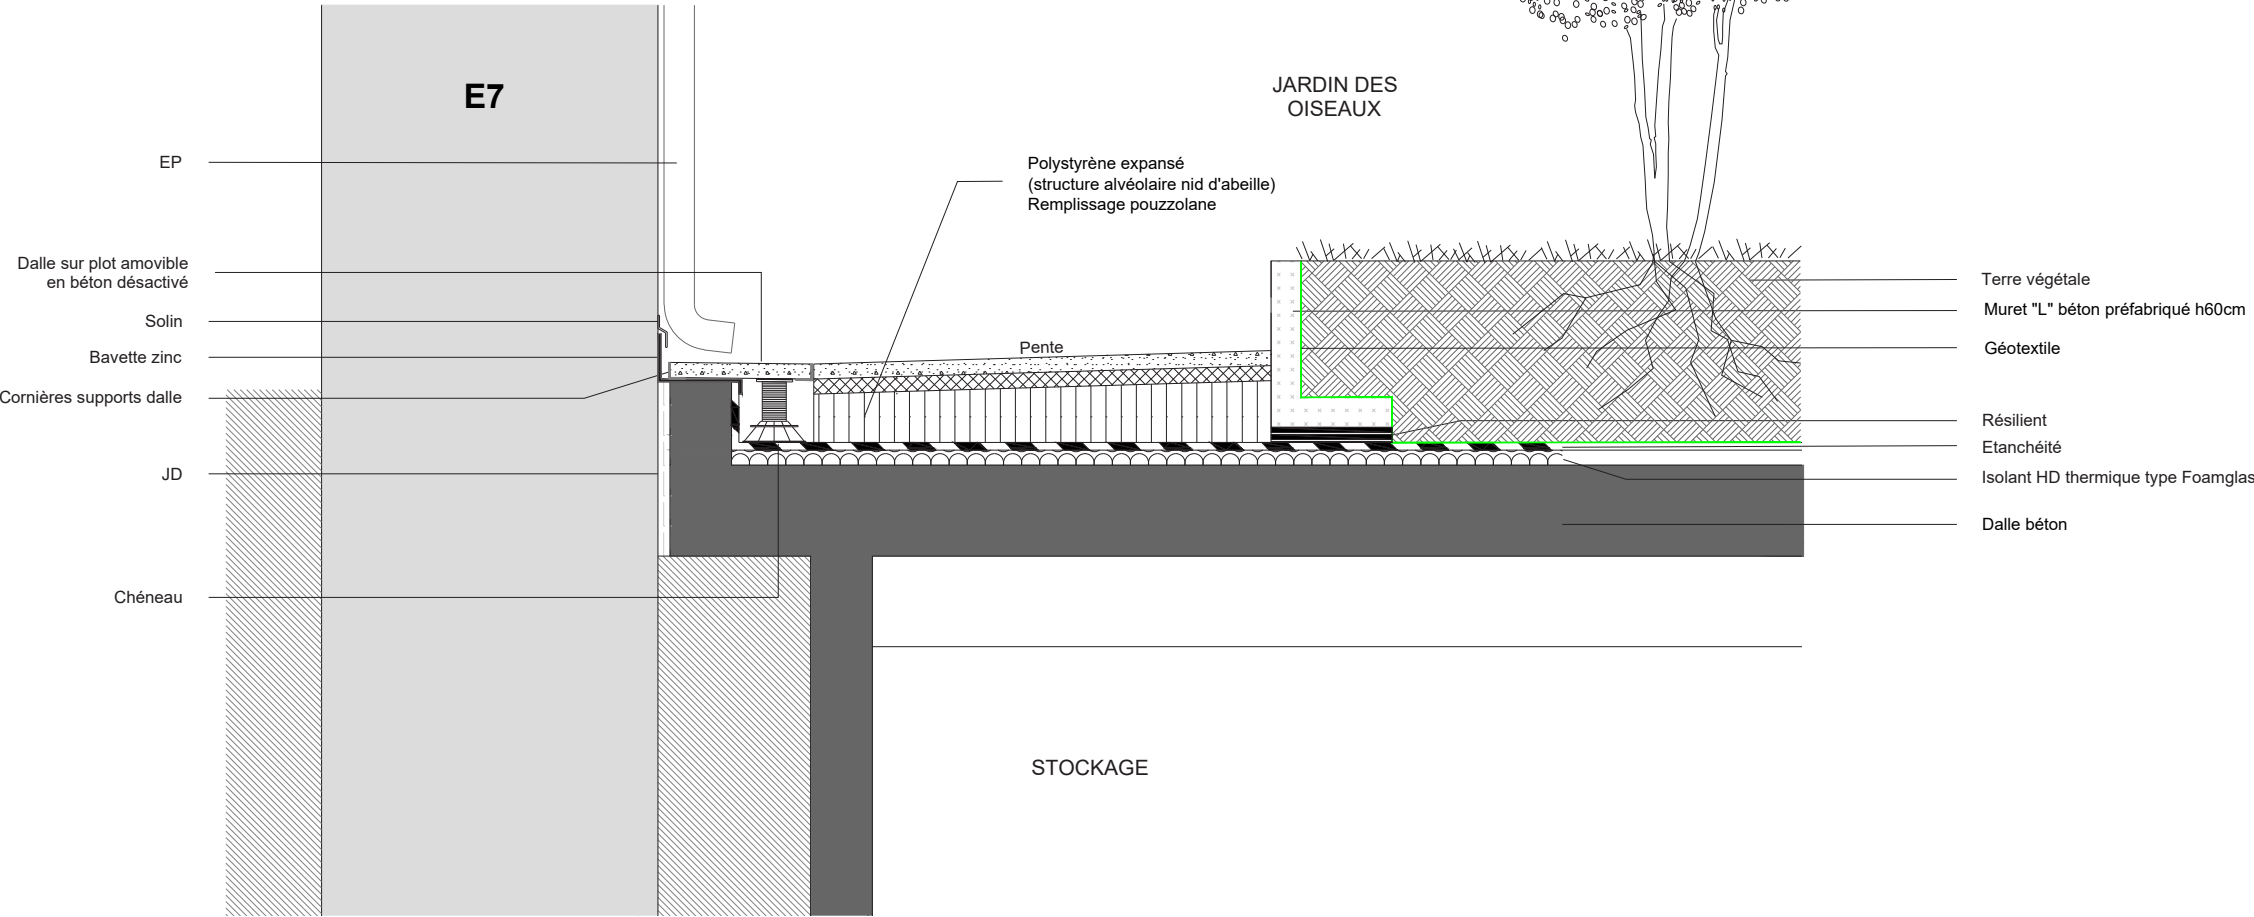 E7
JARDIN DES
OISEAUX
EP
Polystyrène expansé
(structure alvéolaire nid d'abeille)
Remplissage pouzzolane
Dalle sur plot amovible
en béton désactivé
Solin
Bavette zinc
Cornières supports dalle
JD
Chéneau
Pente
Terre végétale
Muret "L" béton préfabriqué h60cm
Géotextile
Résilient
Etanchéité
Isolant HD thermique type Foamglas
Dalle béton
STOCKAGE